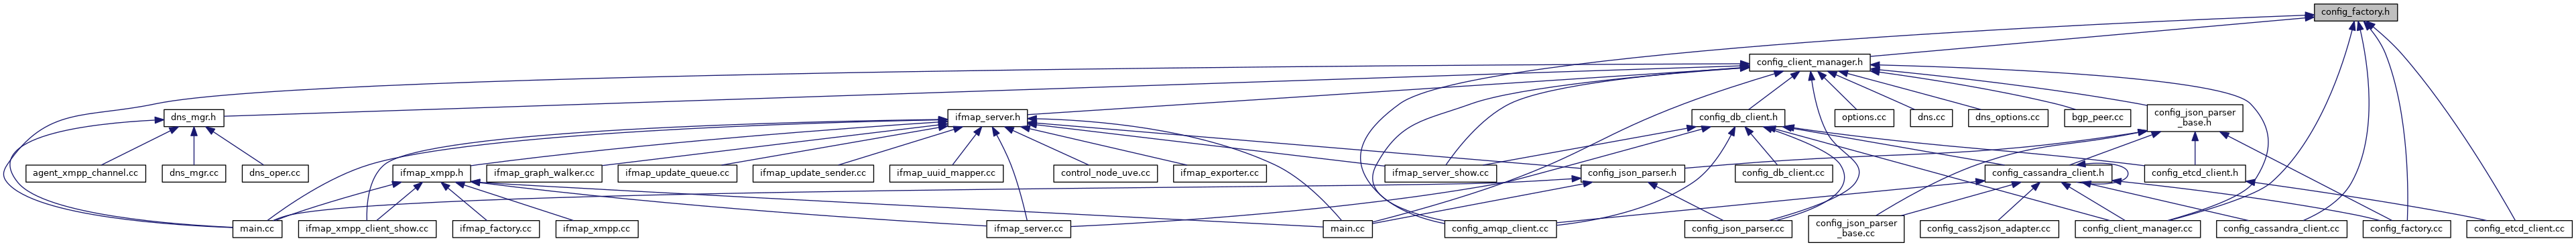 config_factory.h
config_client_manager.h
dns_mgr.h
ifmap_server.h
config_db_client.h
options.cc
dns.cc
dns_options.cc
bgp_peer.cc
config_json_parser
_base.h
agent_xmpp_channel.cc
dns_mgr.cc
dns_oper.cc
ifmap_xmpp.h
ifmap_graph_walker.cc
ifmap_update_queue.cc
ifmap_update_sender.cc
ifmap_uuid_mapper.cc
control_node_uve.cc
ifmap_exporter.cc
ifmap_server_show.cc
config_json_parser.h
config_db_client.cc
config_cassandra_client.h
config_etcd_client.h
main.cc
ifmap_xmpp_client_show.cc
ifmap_factory.cc
ifmap_xmpp.cc
ifmap_server.cc
main.cc
config_amqp_client.cc
config_json_parser.cc
config_json_parser
_base.cc
config_cass2json_adapter.cc
config_client_manager.cc
config_cassandra_client.cc
config_factory.cc
config_etcd_client.cc